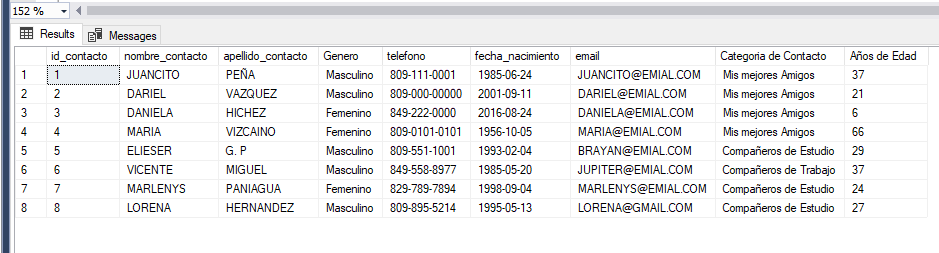 152 %
Results Messages
id_contacto nombre_contacto apellido_contacto Genero telefono fecha_nacimiento email Categoria de Contacto Años de Edad
1 1 JUANCITO PEÑA Masculino 809-111-0001 1985-06-24 JUANCITO@EMIAL.COM Mis mejores Amigos 37
2 2 DARIEL VAZQUEZ Masculino 809-000-00000 2001-09-11 DARIEL@EMIAL.COM Mis mejores Amigos 21
3 3 DANIELA HICHEZ Femenino 849-222-0000 2016-08-24 DANIELA@EMIAL.COM Mis mejores Amigos 6
4 4 MARIA VIZCAINO Femenino 809-0101-0101 1956-10-05 MARIA@EMIAL.COM Mis mejores Amigos 66
5 5 ELIESER G. P Masculino 809-551-1001 1993-02-04 BRAYAN@EMIAL.COM Compañeros de Estudio 29
6 6 VICENTE MIGUEL Masculino 849-558-8977 1985-05-20 JUPITER@EMIAL.COM Compañeros de Trabajo 37
7 7 MARLENYS PANIAGUA Femenino 829-789-7894 1998-09-04 MARLENYS@EMIAL.COM Compañeros de Estudio 24
8 8 LORENA HERNANDEZ Masculino 809-895-5214 1995-05-13 LORENA@GMAIL.COM Compañeros de Estudio 27